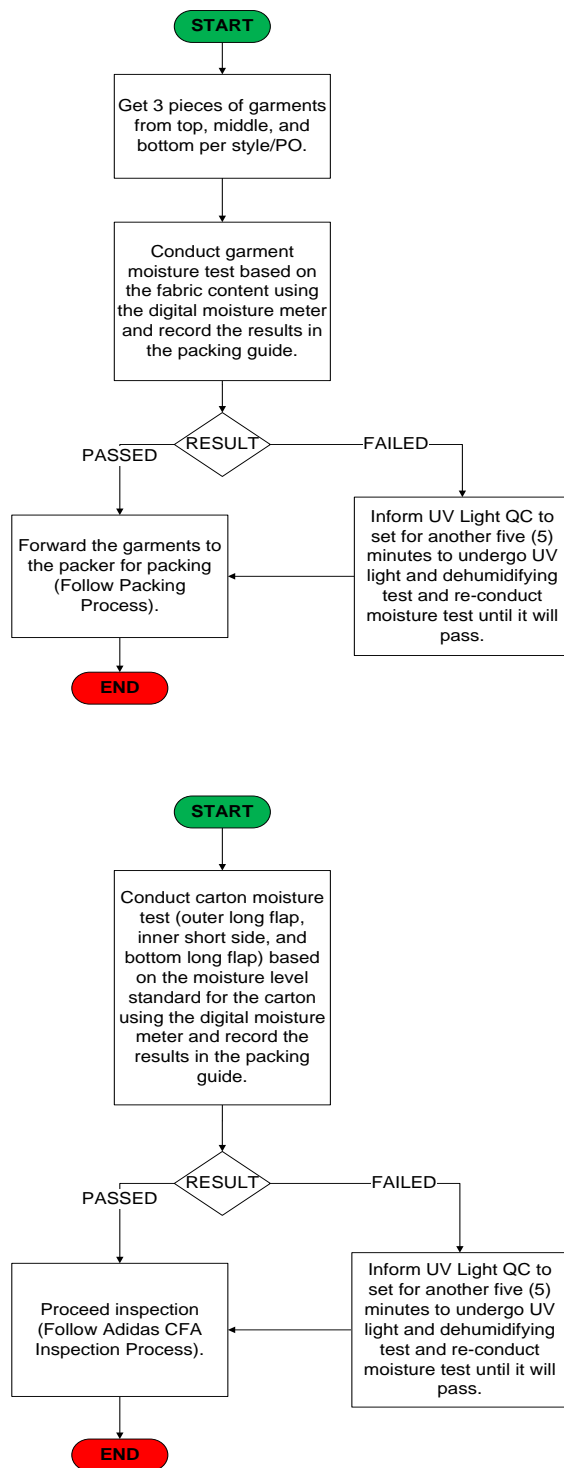 START
Get 3 pieces of garments
from top, middle, and
bottom per style/PO.
Conduct garment
moisture test based on
the fabric content using
the digital moisture meter
and record the results in
the packing guide.
RESULT
PASSED
FAILED
Forward the garments to
the packer for packing
(Follow Packing
Process).
Inform UV Light QC to
set for another five (5)
minutes to undergo UV
light and dehumidifying
test and re-conduct
moisture test until it will
pass.
END
START
Conduct carton moisture
test (outer long flap,
inner short side, and
bottom long flap) based
on the moisture level
standard for the carton
using the digital moisture
meter and record the
results in the packing
guide.
RESULT
PASSED
FAILED
Proceed inspection
(Follow Adidas CFA
Inspection Process).
Inform UV Light QC to
set for another five (5)
minutes to undergo UV
light and dehumidifying
test and re-conduct
moisture test until it will
pass.
END